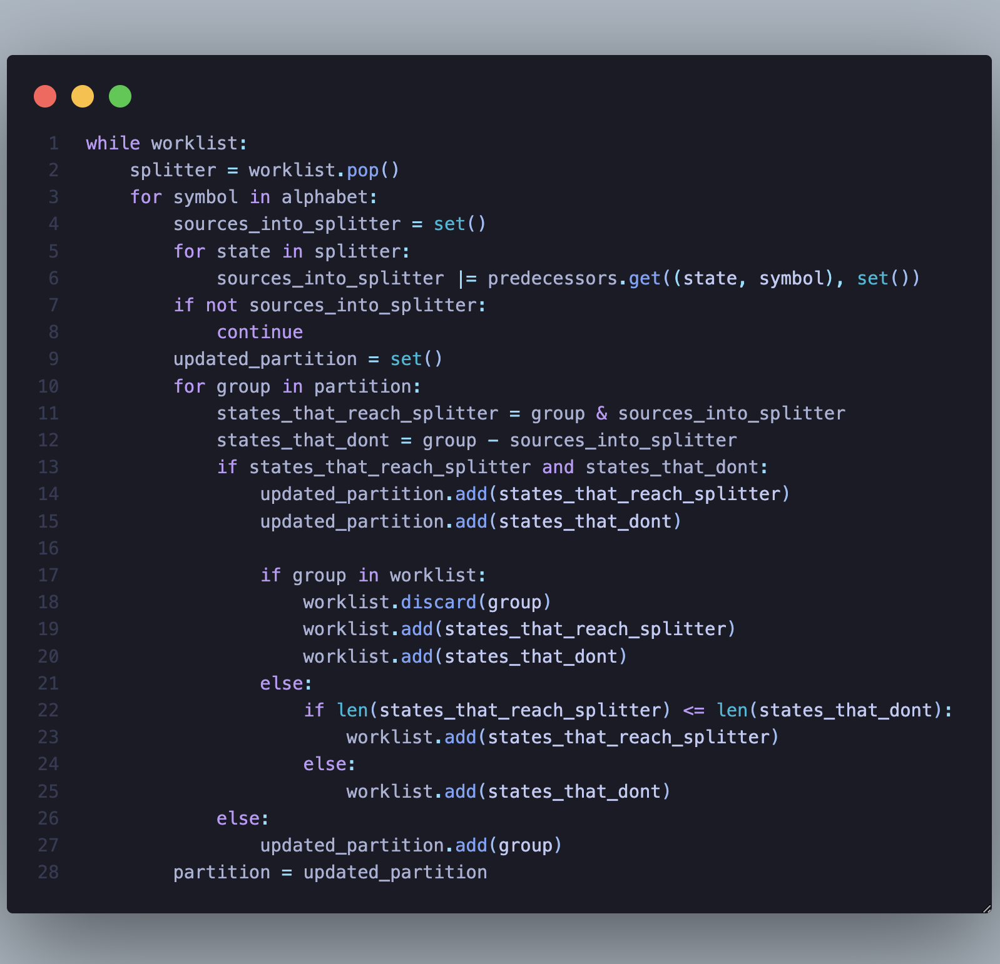 1 while worklist:
2     splitter = worklist.pop()
3     for symbol in alphabet:
4         sources_into_splitter = set()
5         for state in splitter:
6             sources_into_splitter |= predecessors.get((state, symbol), set())
7         if not sources_into_splitter:
8             continue
9         updated_partition = set()
10         for group in partition:
11             states_that_reach_splitter = group & sources_into_splitter
12             states_that_dont = group - sources_into_splitter
13             if states_that_reach_splitter and states_that_dont:
14                 updated_partition.add(states_that_reach_splitter)
15                 updated_partition.add(states_that_dont)
16
17                 if group in worklist:
18                     worklist.discard(group)
19                     worklist.add(states_that_reach_splitter)
20                     worklist.add(states_that_dont)
21                 else:
22                     if len(states_that_reach_splitter) <= len(states_that_dont):
23                         worklist.add(states_that_reach_splitter)
24                     else:
25                         worklist.add(states_that_dont)
26             else:
27                 updated_partition.add(group)
28         partition = updated_partition